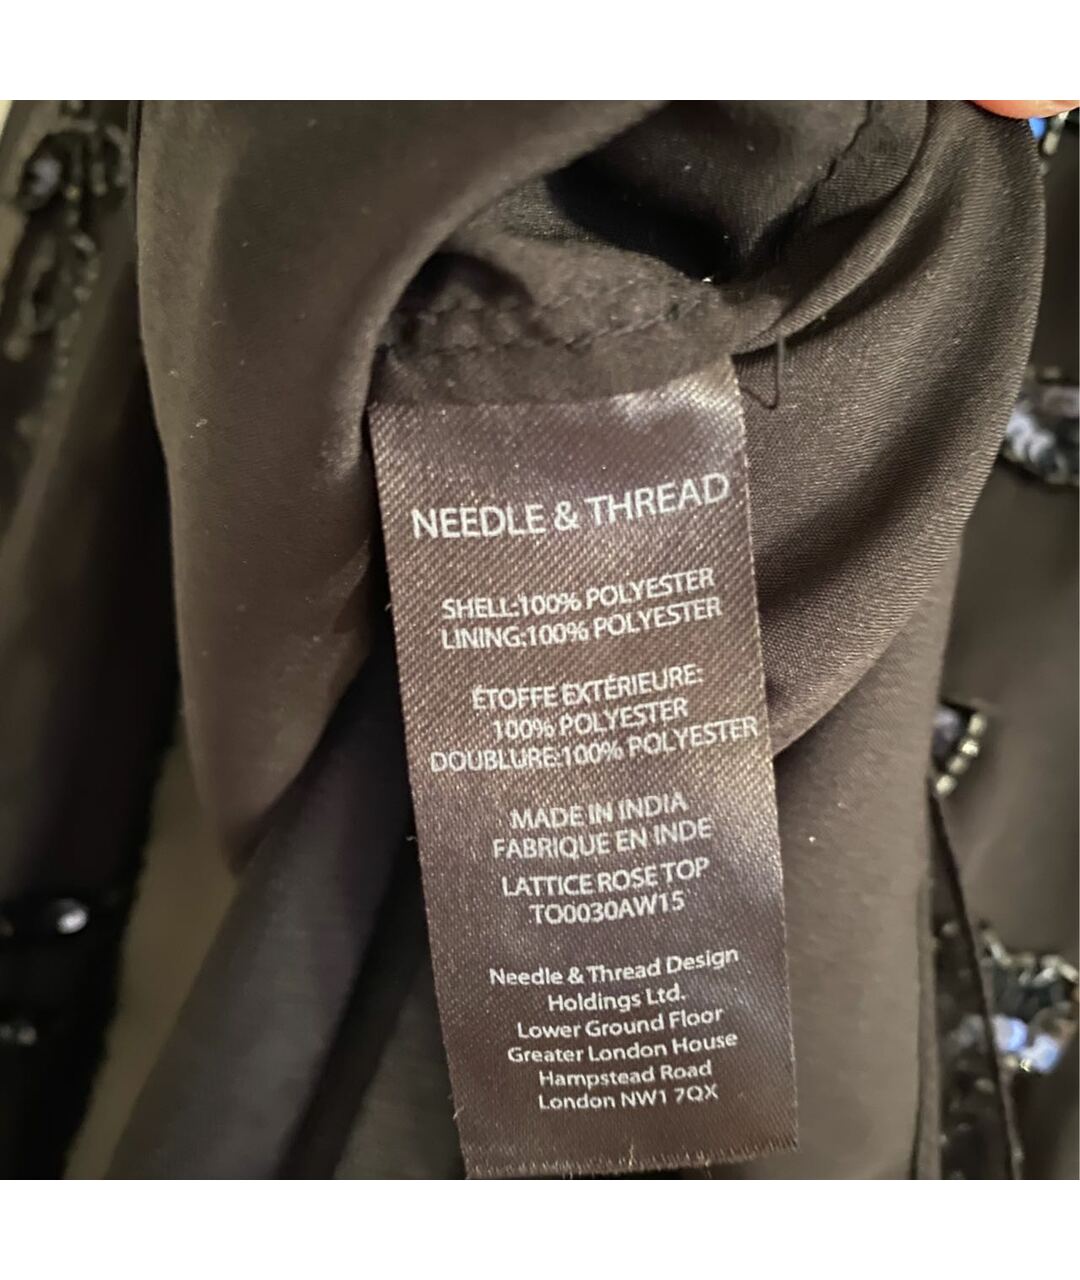 NEEDLE & THREAD
SHELL:100% POLYESTER
LINING:100% POLYESTER
ÉTOFFE EXTÉRIEURE:
100% POLYESTER
DOUBLURE:100% POLYESTER
MADE IN INDIA
FABRIQUE EN INDE
LATTICE ROSE TOP
TO0030AW15
Needle & Thread Design
Holdings Ltd.
Lower Ground Floor
Greater London House
Hampstead Road
London NW1 7QX